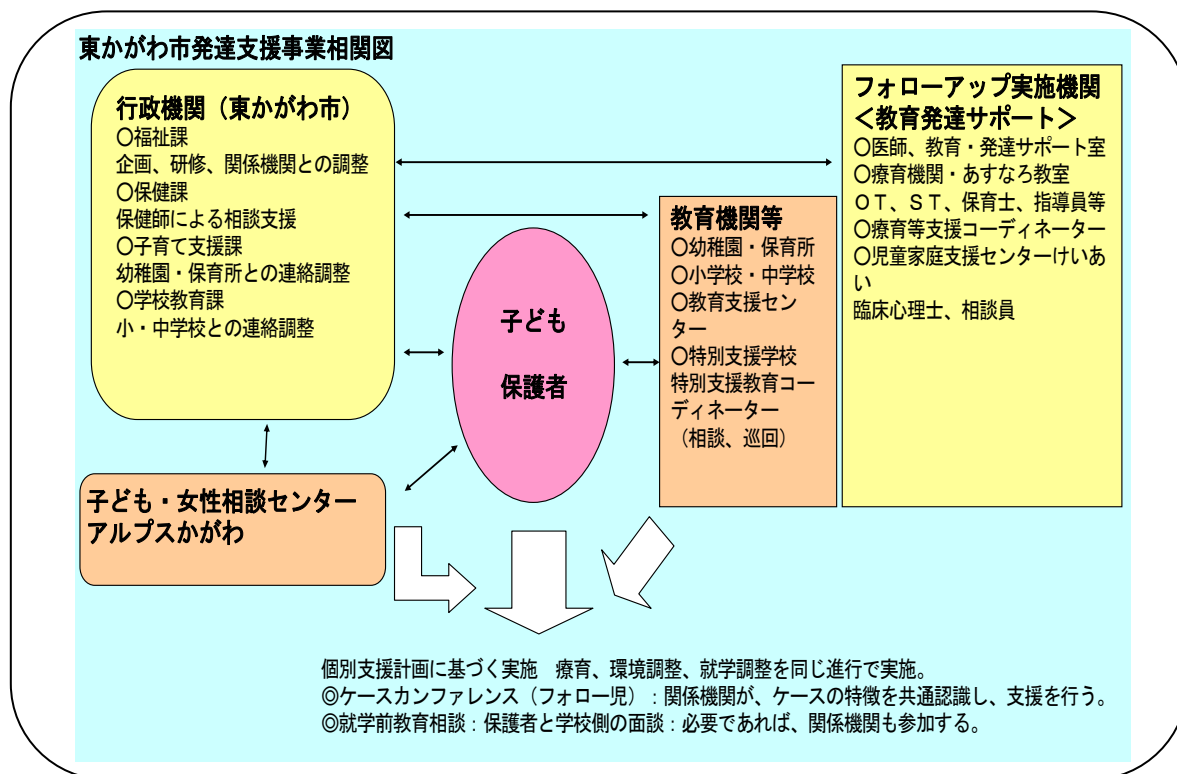 東かがわ市発達支援事業相関図
行政機関（東かがわ市）
〇福祉課
企画、研修、関係機関との調整
〇保健課
保健師による相談支援
〇子育て支援課
幼稚園・保育所との連絡調整
〇学校教育課
小・中学校との連絡調整
フォローアップ実施機関
＜教育発達サポート＞
〇医師、教育・発達サポート室
〇療育機関・あすなろ教室
ＯＴ、ＳＴ、保育士、指導員等
〇療育等支援コーディネーター
〇児童家庭支援センターけいあ
い
臨床心理士、相談員
教育機関等
〇幼稚園・保育所
〇小学校・中学校
〇教育支援セン
ター
〇特別支援学校
特別支援教育コー
ディネーター
（相談、巡回）
子ども
保護者
子ども・女性相談センター
アルプスかがわ
個別支援計画に基づく実施　療育、環境調整、就学調整を同じ進行で実施。
◎ケースカンファレンス（フォロー児）：関係機関が、ケースの特徴を共通認識し、支援を行う。
◎就学前教育相談：保護者と学校側の面談：必要であれば、関係機関も参加する。